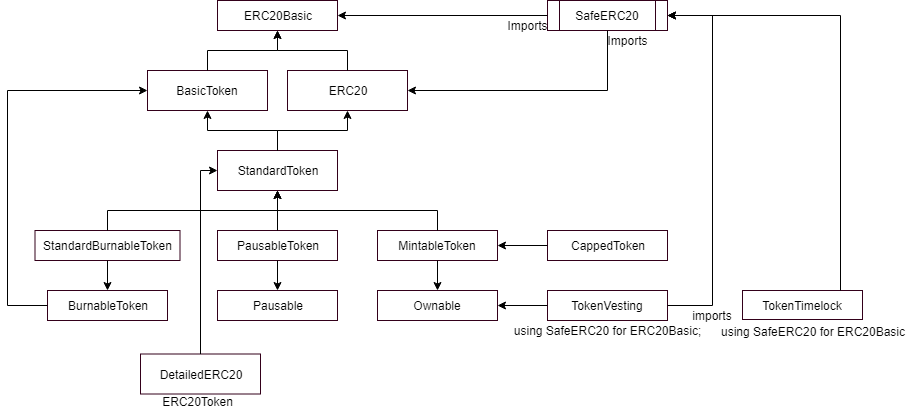 ERC20Basic
SafeERC20
Imports
Imports
BasicToken
ERC20
StandardToken
StandardBurnableToken
PausableToken
MintableToken
CappedToken
BurnableToken
Pausable
Ownable
TokenVesting
TokenTimelock
imports
using SafeERC20 for ERC20Basic;
using SafeERC20 for ERC20Basic
DetailedERC20
ERC20Token